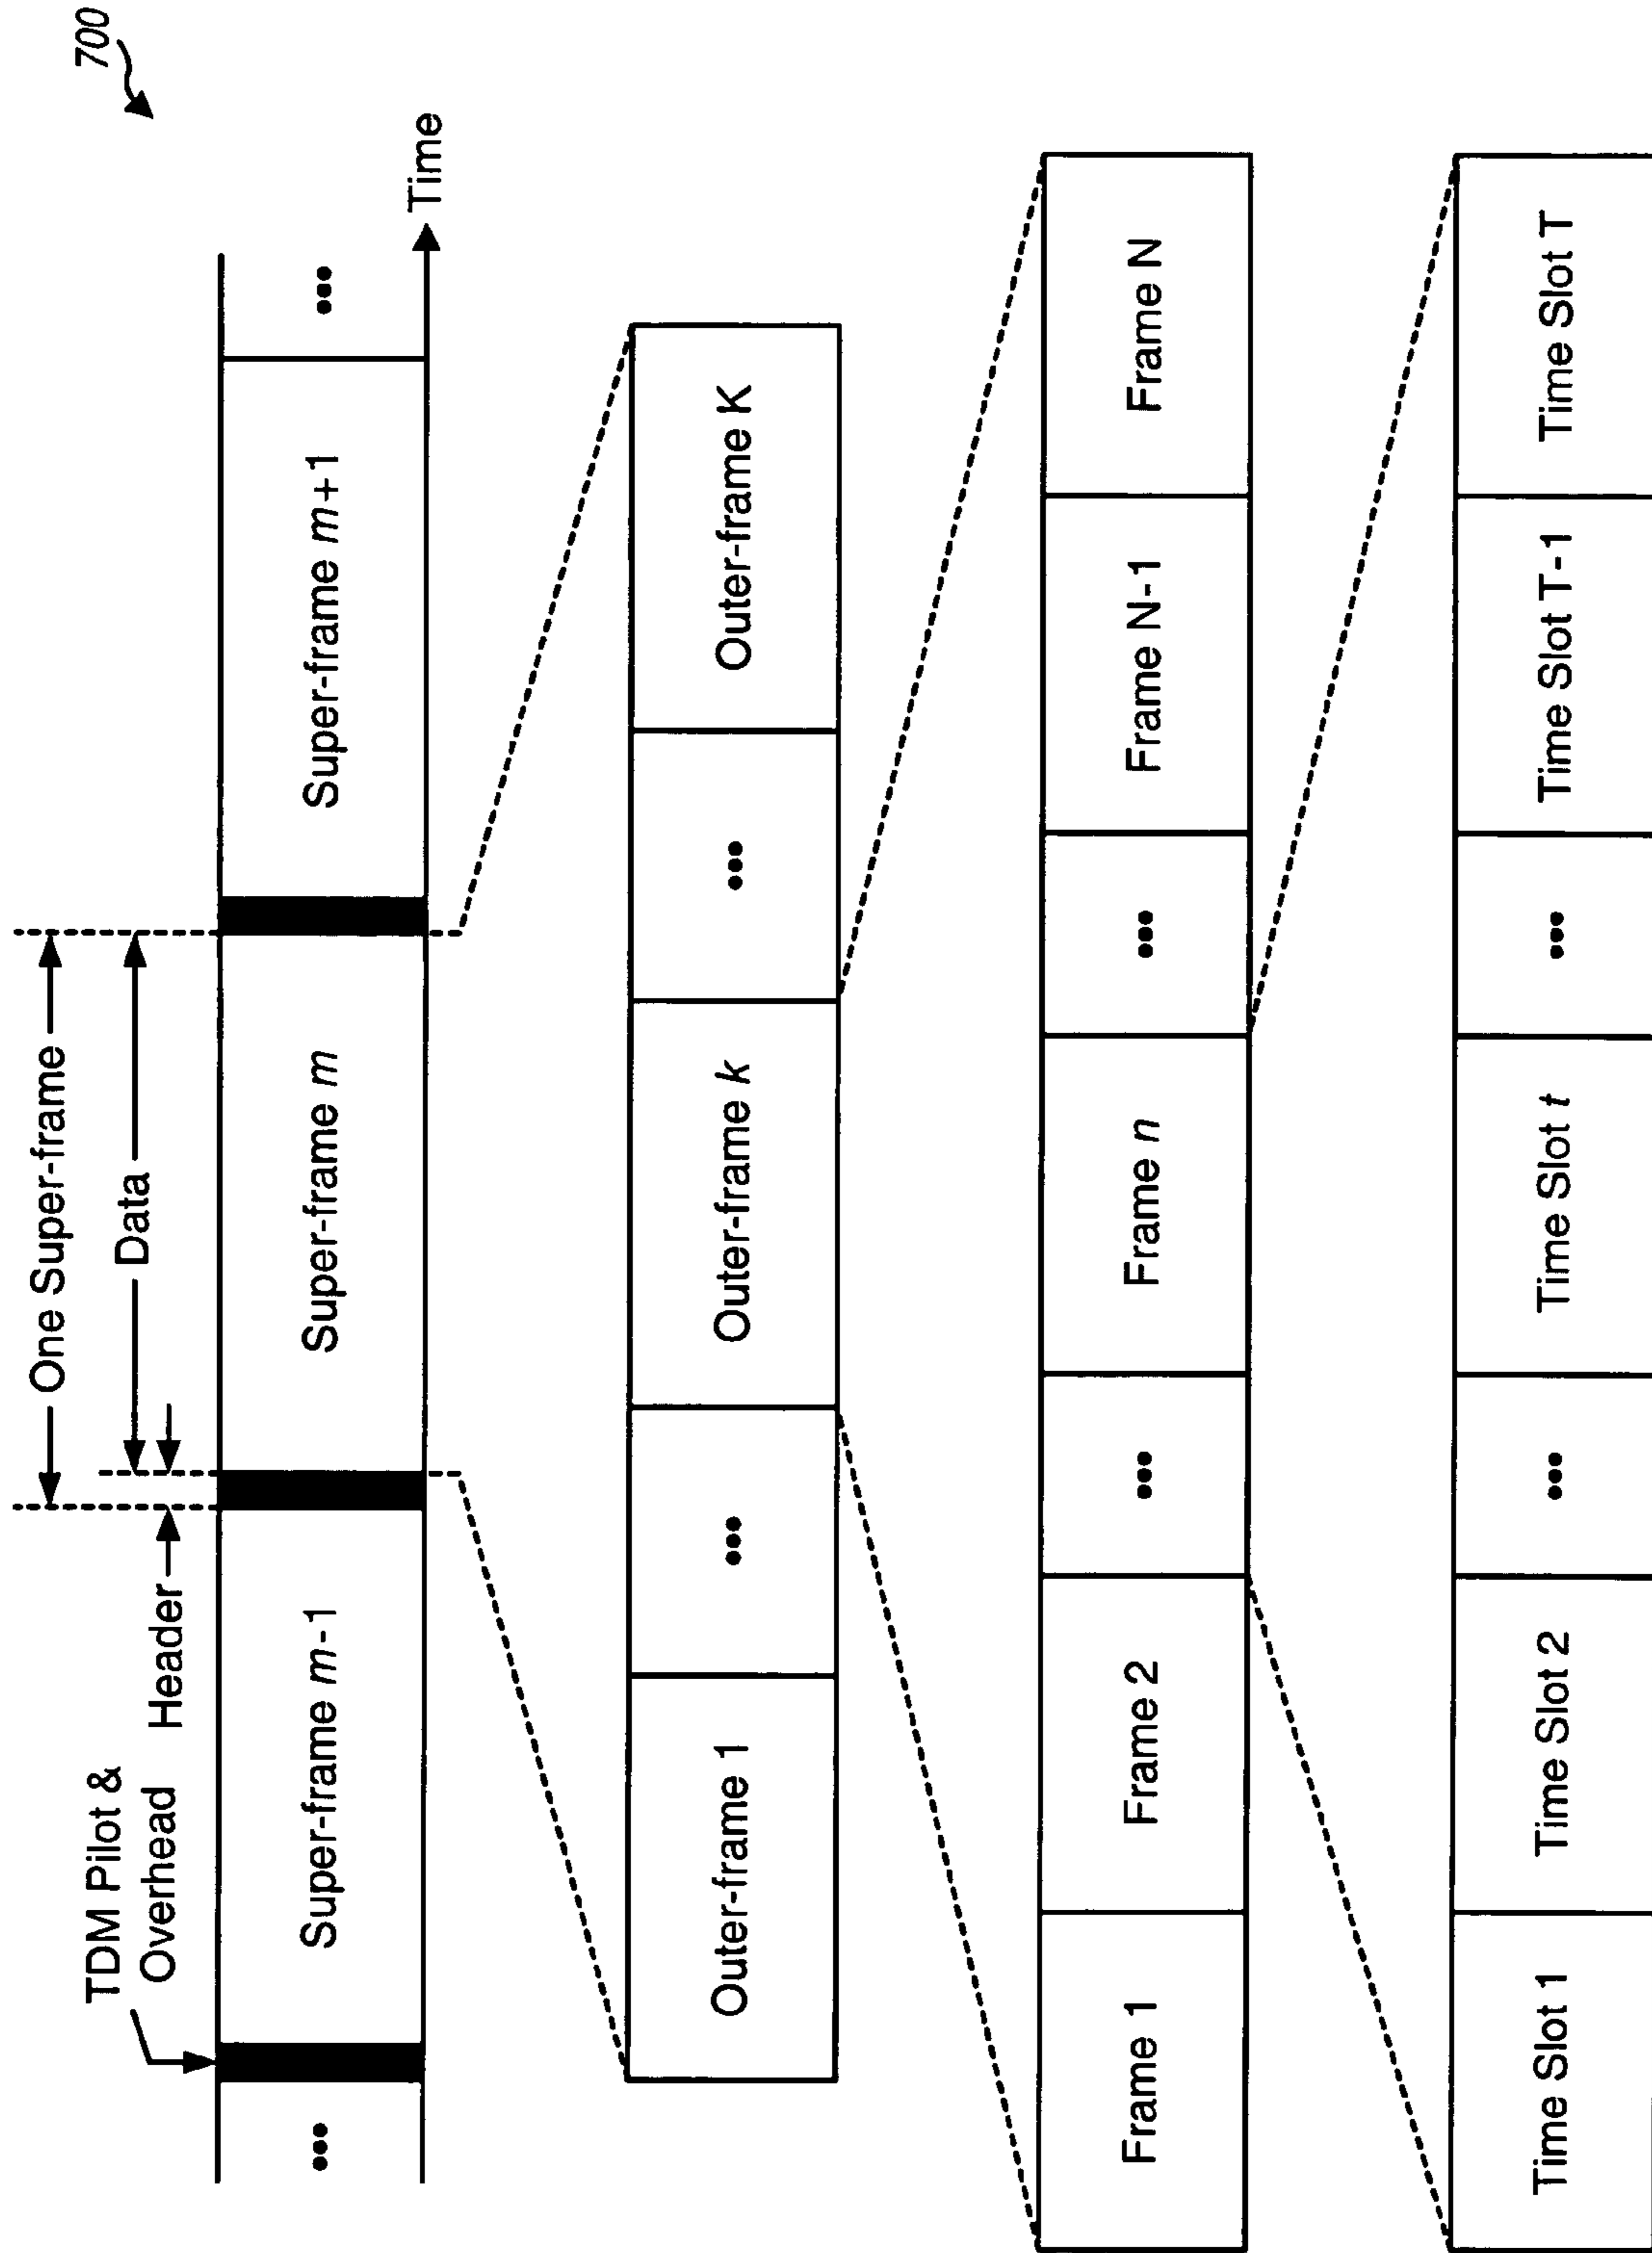 700
One Super-frame
Data
TDM Pilot &
Overhead
Header
••• Super-frame m-1 Super-frame m Super-frame m+1 •••
Time
Outer-frame 1 ••• Outer-frame k ••• Outer-frame K
Frame 1 Frame 2 ••• Frame n ••• Frame N-1 Frame N
Time Slot 1 Time Slot 2 ••• Time Slot t ••• Time Slot T-1 Time Slot T